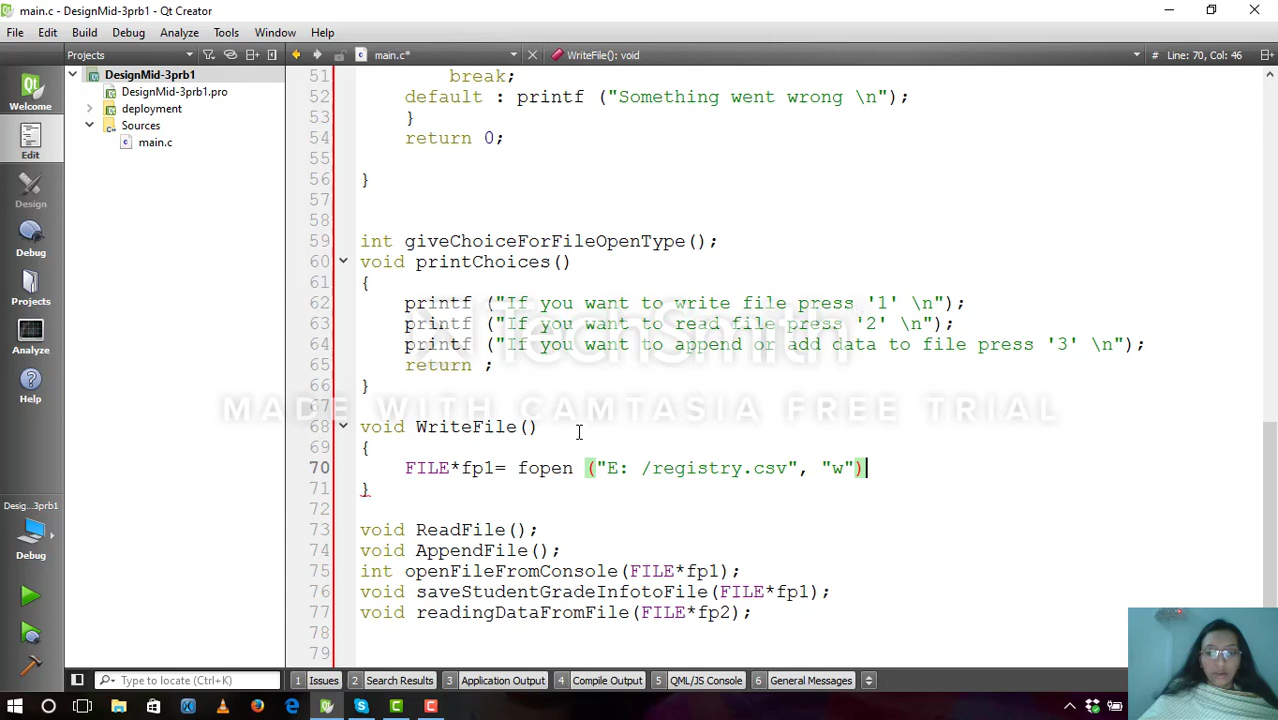 main.c - DesignMid-3prb1 - Qt Creator
File Edit Build Debug Analyze Tools Window Help
Projects main.c* WriteFile(): void # Line: 70, Col: 46
DesignMid-3prb1
DesignMid-3prb1.pro
deployment
Sources
main.c
Welcome
Edit
Design
Debug
Projects
Analyze
Help
Desig...3prb1
Debug
51 break;
52 default : printf ("Something went wrong \n");
53 }
54 return 0;
55
56 }
57
58
59 int giveChoiceForFileOpenType();
60 void printChoices()
61 {
62 printf ("If you want to write file press '1' \n");
63 printf ("If you want to read file press '2' \n");
64 printf ("If you want to append or add data to file press '3' \n");
65 return ;
66 }
67
68 void WriteFile()
69 {
70 FILE*fp1= fopen ("E: /registry.csv", "w")
71 }
72
73 void ReadFile();
74 void AppendFile();
75 int openFileFromConsole(FILE*fp1);
76 void saveStudentGradeInfotoFile(FILE*fp1);
77 void readingDataFromFile(FILE*fp2);
78
79
TechSmith
MADE WITH CAMTASIA FREE TRIAL
Type to locate (Ctrl+K) 1 Issues 2 Search Results 3 Application Output 4 Compile Output 5 QML/JS Console 6 General Messages